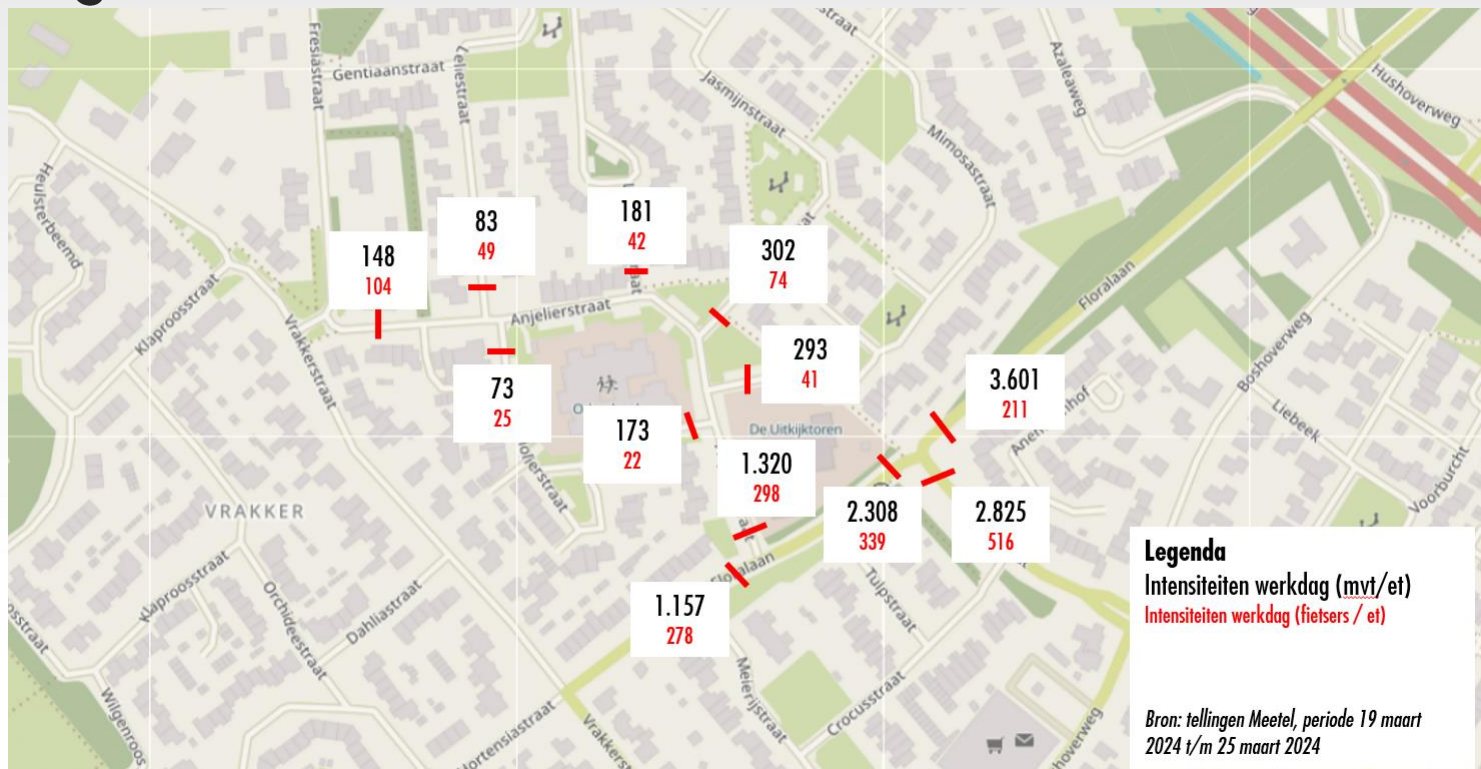 Fresiastraat
Gentiaanstraat
Leliestraat
Jasmijnstraat
Azaleaweg
Hushoverweg
Mimosastraat
Heulsterbeemd
Klaproosstraat
Vrakkerstraat
Anjelierstraat
Floralaan
Boshoverweg
Liebeek
Voorburcht
148
104
83
49
181
42
302
74
293
41
73
25
173
22
De Uitkijktoren
1.320
298
3.601
211
2.308
339
2.825
516
1.157
278
VRAKKER
Klaproosstraat
Orchideestraat
Dahliastraat
Wilgenroos
Hortensiastraat
Tulpstraat
Meierijstraat
Crocusstraat
Legenda
Intensiteiten werkdag (mvt/et)
Intensiteiten werkdag (fietsers / et)
Bron: tellingen Meetel, periode 19 maart
2024 t/m 25 maart 2024